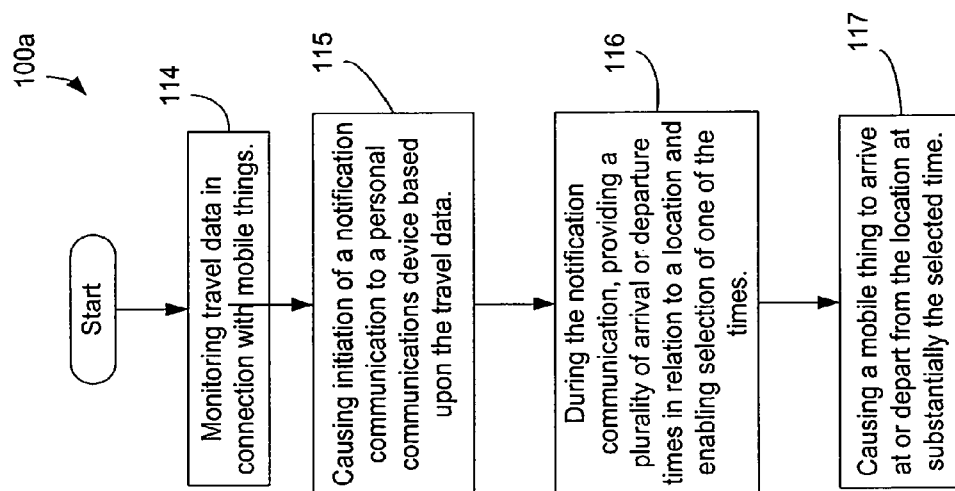 100a
Start
114
Monitoring travel data in
connection with mobile things.
115
Causing initiation of a notification
communication to a personal
communications device based
upon the travel data.
116
During the notification
communication, providing a
plurality of arrival or departure
times in relation to a location and
enabling selection of one of the
times.
117
Causing a mobile thing to arrive
at or depart from the location at
substantially the selected time.